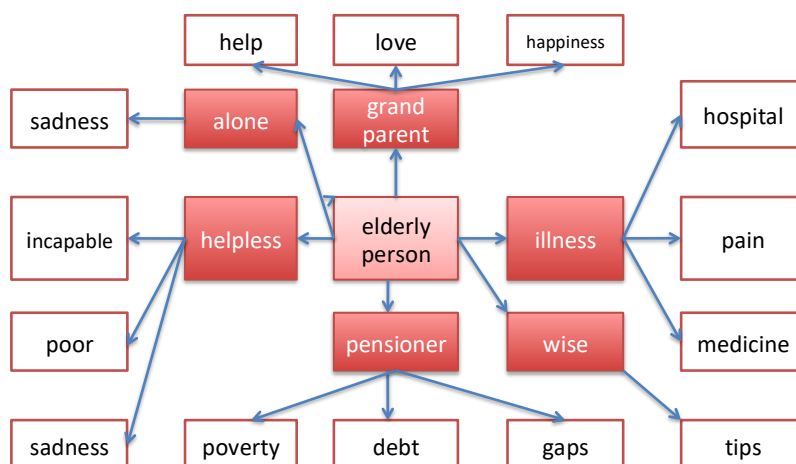 help
love
happiness
sadness
alone
grand
parent
hospital
incapable
helpless
elderly
person
illness
pain
poor
pensioner
wise
medicine
sadness
poverty
debt
gaps
tips